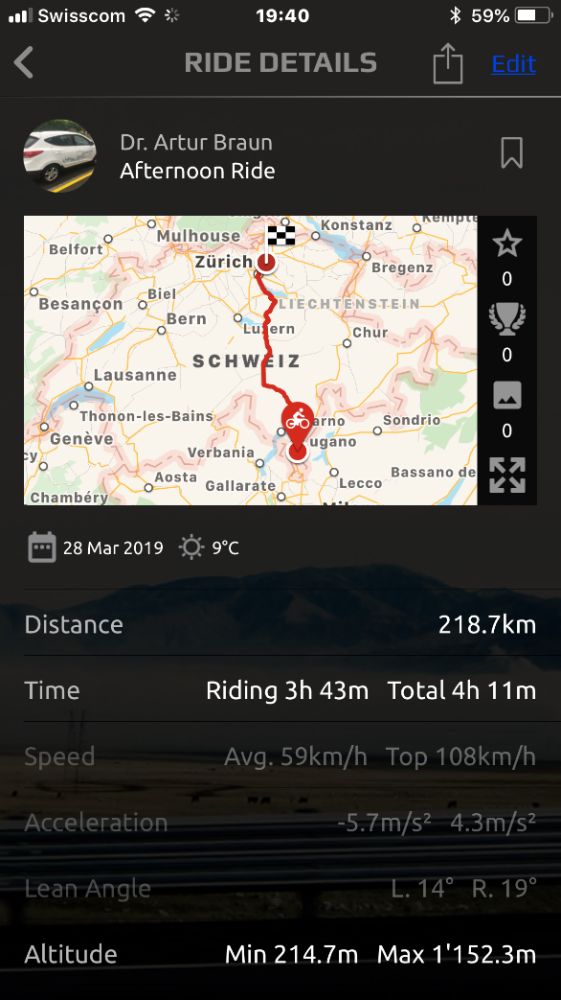 Swisscom 19:40 59%
RIDE DETAILS Edit
Dr. Artur Braun
Afternoon Ride
Konstanz
Kempte
Mulhouse
Belfort
Zürich
Bregenz
Besançon
Biel
LIECHTENSTEIN
Bern
Luzern
Chur
SCHWEIZ
Lausanne
Thonon-les-Bains
arno
Sondrio
Genève
ugano
cy
Verbania
Aosta
Lecco
Bassano de
Gallarate
Chambéry
0
0
0
28 Mar 2019 9°C
Distance 218.7km
Time Riding 3h 43m Total 4h 11m
Speed Avg. 59km/h Top 108km/h
Acceleration -5.7m/s² 4.3m/s²
Lean Angle L. 14° R. 19°
Altitude Min 214.7m Max 1'152.3m